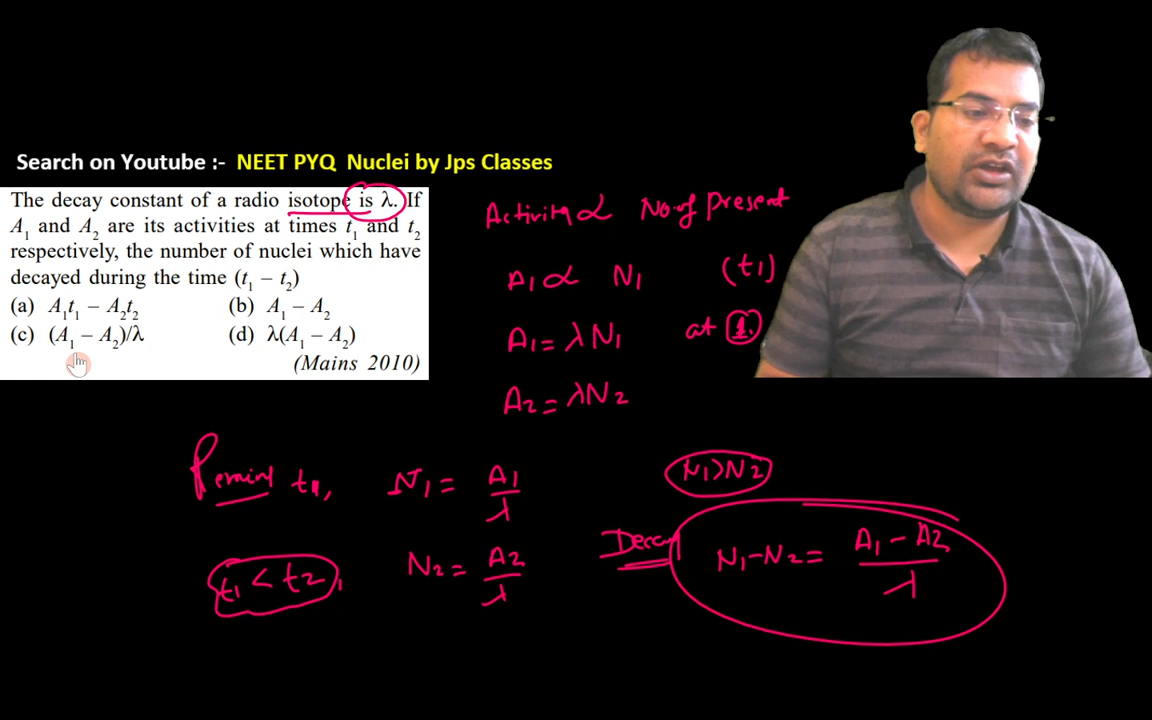 Search on Youtube :- NEET PYQ Nuclei by Jps Classes
The decay constant of a radio isotope is λ. If
A₁ and A₂ are its activities at times t₁ and t₂
respectively, the number of nuclei which have
decayed during the time (t₁ – t₂)
(a) A₁t₁ – A₂t₂ (b) A₁ – A₂
(c) (A₁ – A₂)/λ (d) λ(A₁ – A₂)
(Mains 2010)
Activity ∝ No of present
A₁ ∝ N₁ (t₁)
A₁ = λN₁ at 1.
A₂ = λN₂
t₁, N₁ = A₁/λ
N₁>N₂
t₁ < t₂, N₂ = A₂/λ
Decay N₁-N₂ = A₁ - A₂/λ